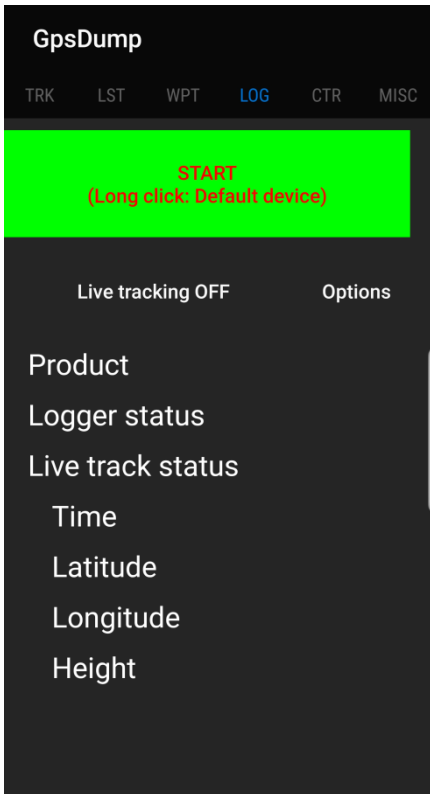 GpsDump
TRK LST WPT LOG CTR MISC
START
(Long click: Default device)
Live tracking OFF Options
Product
Logger status
Live track status
Time
Latitude
Longitude
Height